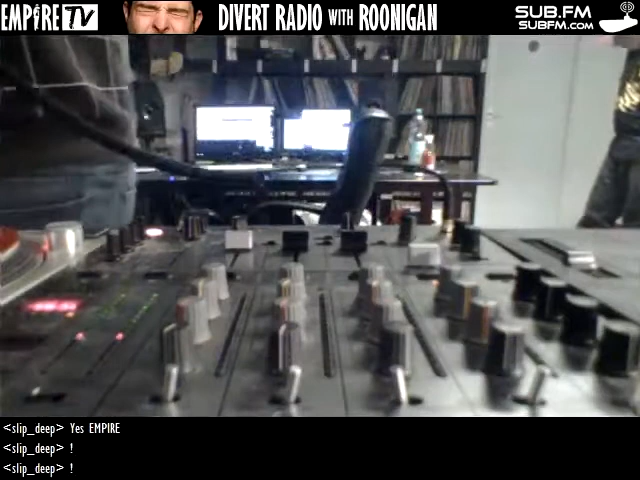 EMPIRE TV
DIVERT RADIO WITH ROONIGAN
SUB.FM
SUBFM.COM
<slip_deep> Yes EMPIRE
<slip_deep> !
<slip_deep> !